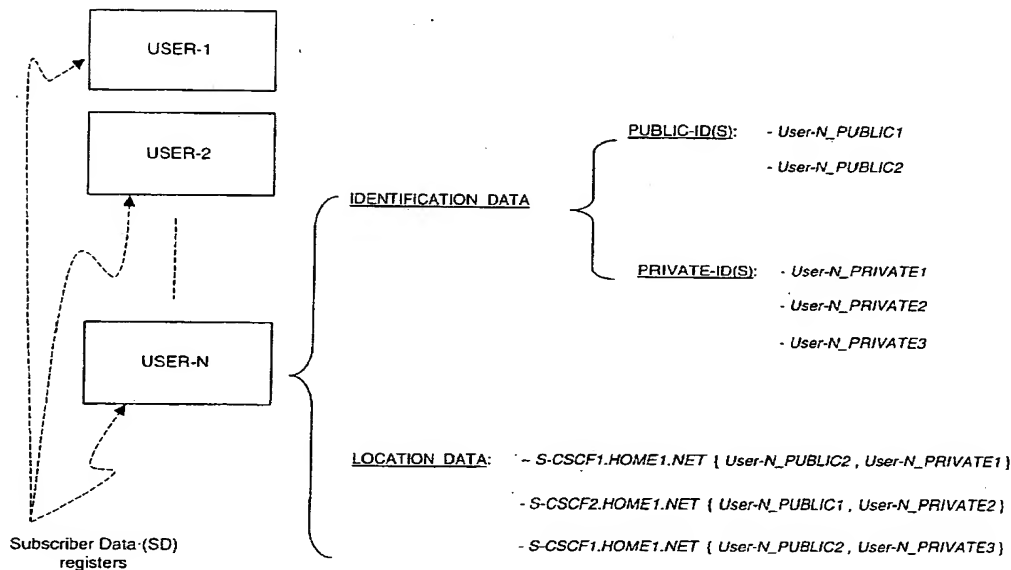 USER-1
USER-2
USER-N
Subscriber Data (SD)
registers
IDENTIFICATION DATA
PUBLIC-ID(S): - User-N_PUBLIC1
- User-N_PUBLIC2
PRIVATE-ID(S): - User-N_PRIVATE1
- User-N_PRIVATE2
- User-N_PRIVATE3
LOCATION DATA: - S-CSCF1.HOME1.NET { User-N_PUBLIC2 , User-N_PRIVATE1 }
- S-CSCF2.HOME1.NET { User-N_PUBLIC1 , User-N_PRIVATE2 }
- S-CSCF1.HOME1.NET { User-N_PUBLIC2 , User-N_PRIVATE3 }